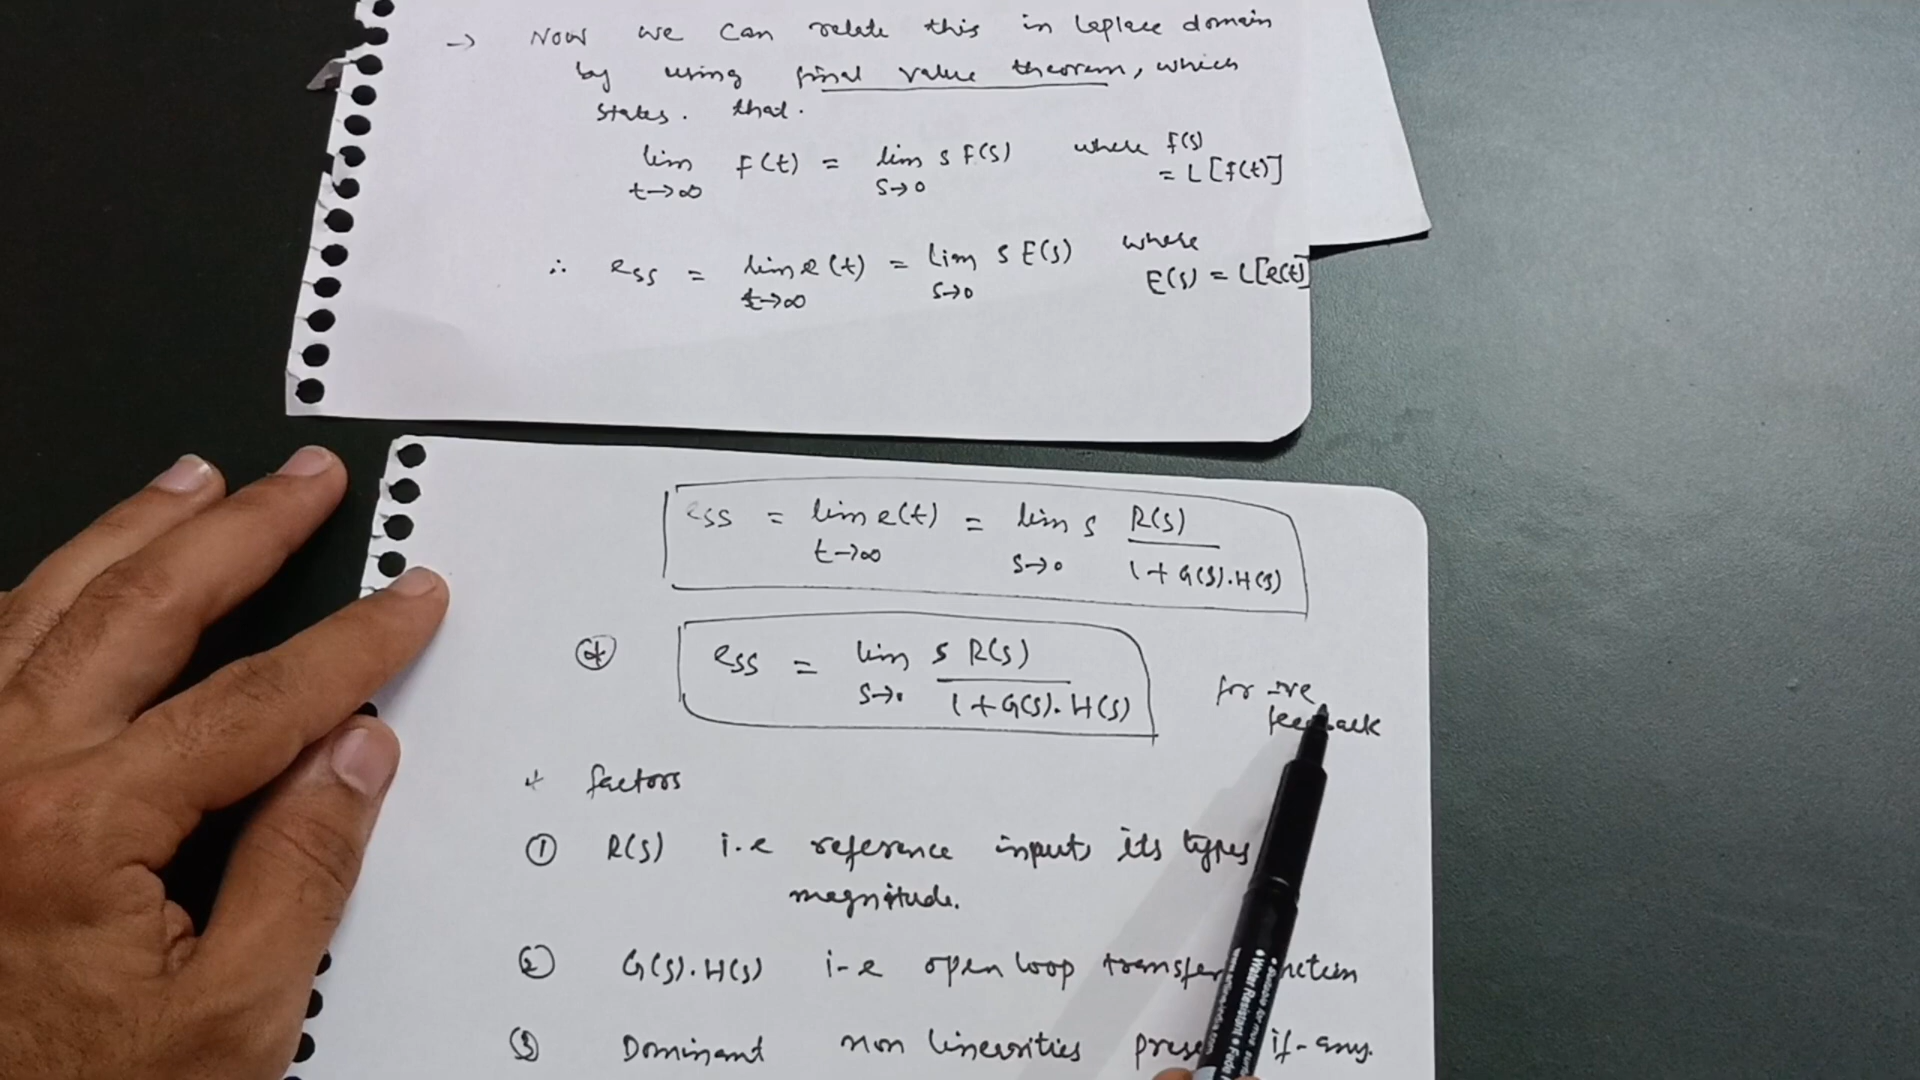 → Now we can relate this in Laplace domain
by using final value theorem, which
states. that.
lim t→∞ F(t) = lim s→0 s F(s) where f(s) = L[f(t)]
∴ ess = lim t→∞ e(t) = lim s→0 s E(s) where E(s) = L[e(t)]
ess = lim t→∞ e(t) = lim s→0 s R(s) / 1+G(s).H(s)
ess = lim s→0 s R(s) / 1+G(s).H(s) for -ve feedback
* factors
① R(s) i.e reference input, its types
magnitude.
② G(s).H(s) i-e open loop transfer function
③ Dominant non linearities if-any.
Water Resistant